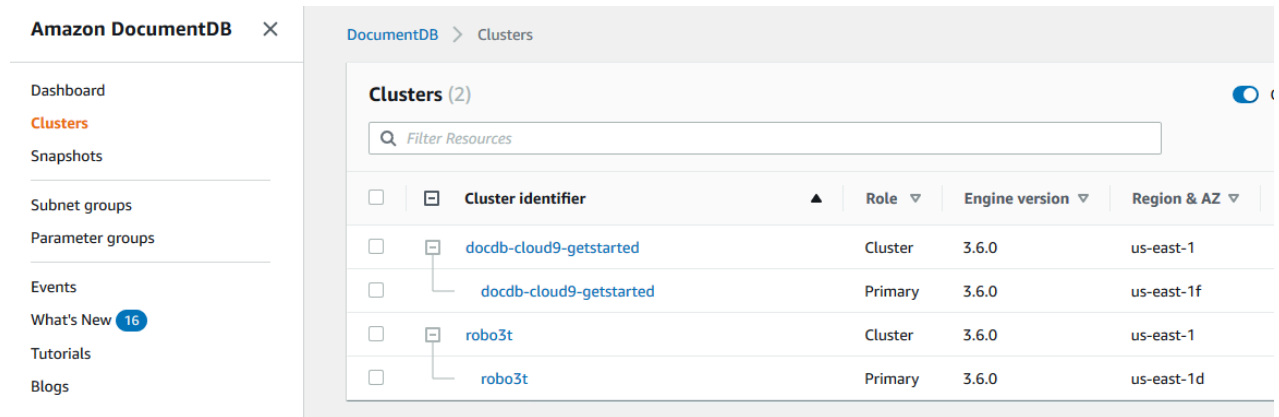 Amazon DocumentDB
Dashboard
Clusters
Snapshots
Subnet groups
Parameter groups
Events
What's New 16
Tutorials
Blogs
DocumentDB > Clusters
Clusters (2)
Filter Resources
Cluster identifier Role Engine version Region & AZ
docdb-cloud9-getstarted Cluster 3.6.0 us-east-1
docdb-cloud9-getstarted Primary 3.6.0 us-east-1f
robo3t Cluster 3.6.0 us-east-1
robo3t Primary 3.6.0 us-east-1d